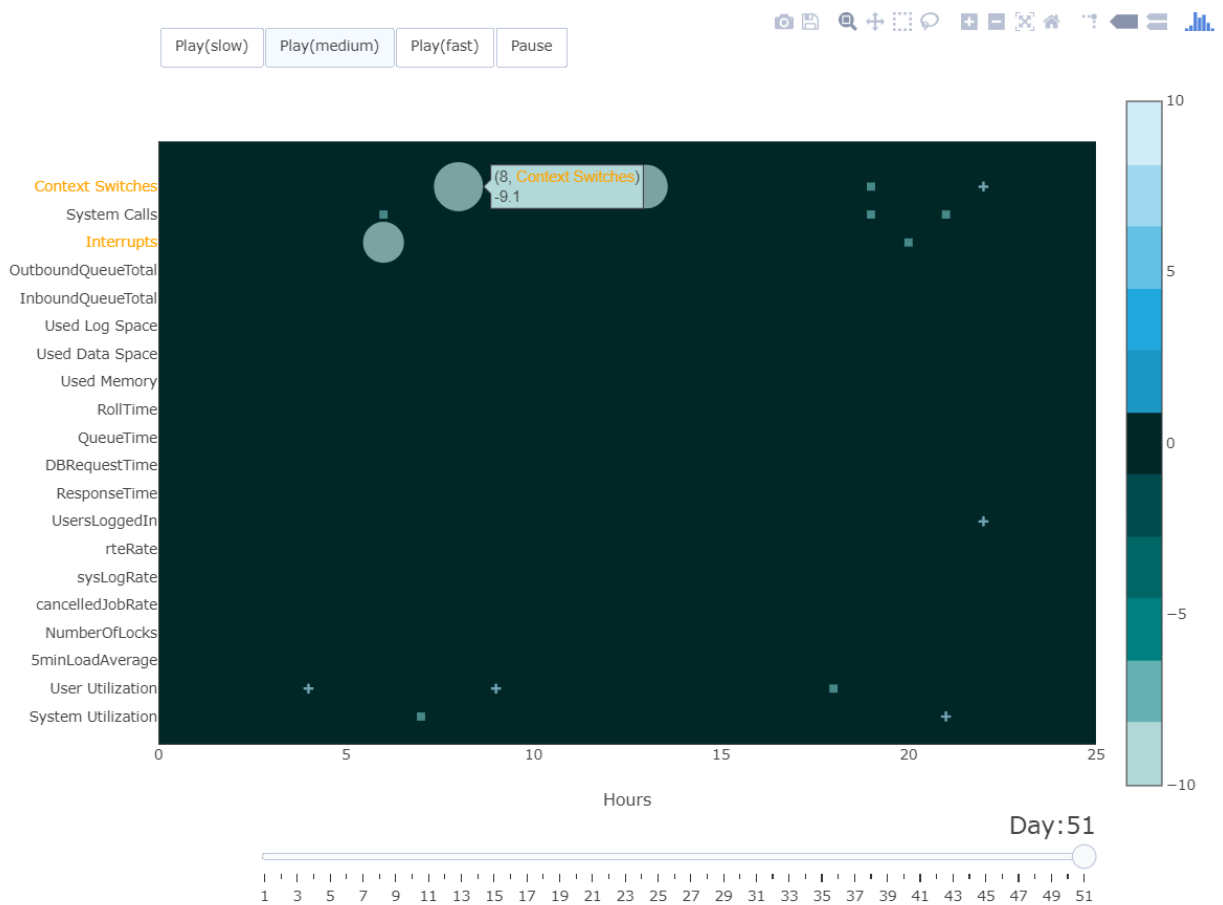 Play(slow) Play(medium) Play(fast) Pause
10
Context Switches
(8, Context Switches)
-9.1
System Calls
Interrupts
OutboundQueueTotal
5
InboundQueueTotal
Used Log Space
Used Data Space
Used Memory
RollTime
QueueTime
0
DBRequestTime
ResponseTime
UsersLoggedIn
rteRate
sysLogRate
cancelledJobRate
−5
NumberOfLocks
5minLoadAverage
User Utilization
System Utilization
0 5 10 15 20 25
−10
Hours
Day:51
1 3 5 7 9 11 13 15 17 19 21 23 25 27 29 31 33 35 37 39 41 43 45 47 49 51